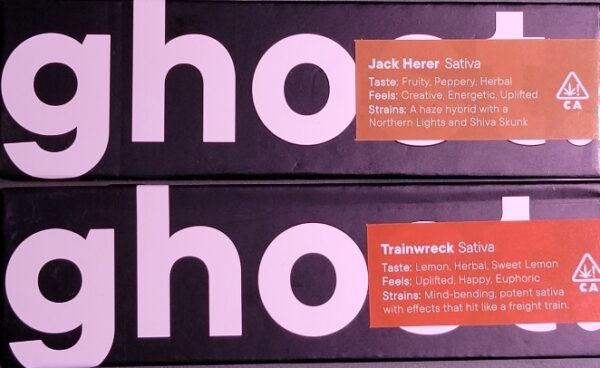 ghost.
Jack Herer Sativa
Taste: Fruity, Peppery, Herbal
Feels: Creative, Energetic, Uplifted
Strains: A haze hybrid with a
Northern Lights and Shiva Skunk
!
CA
ghost.
Trainwreck Sativa
Taste: Lemon, Herbal, Sweet Lemon
Feels: Uplifted, Happy, Euphoric
Strains: Mind-bending, potent sativa
with effects that hit like a freight train.
!
CA